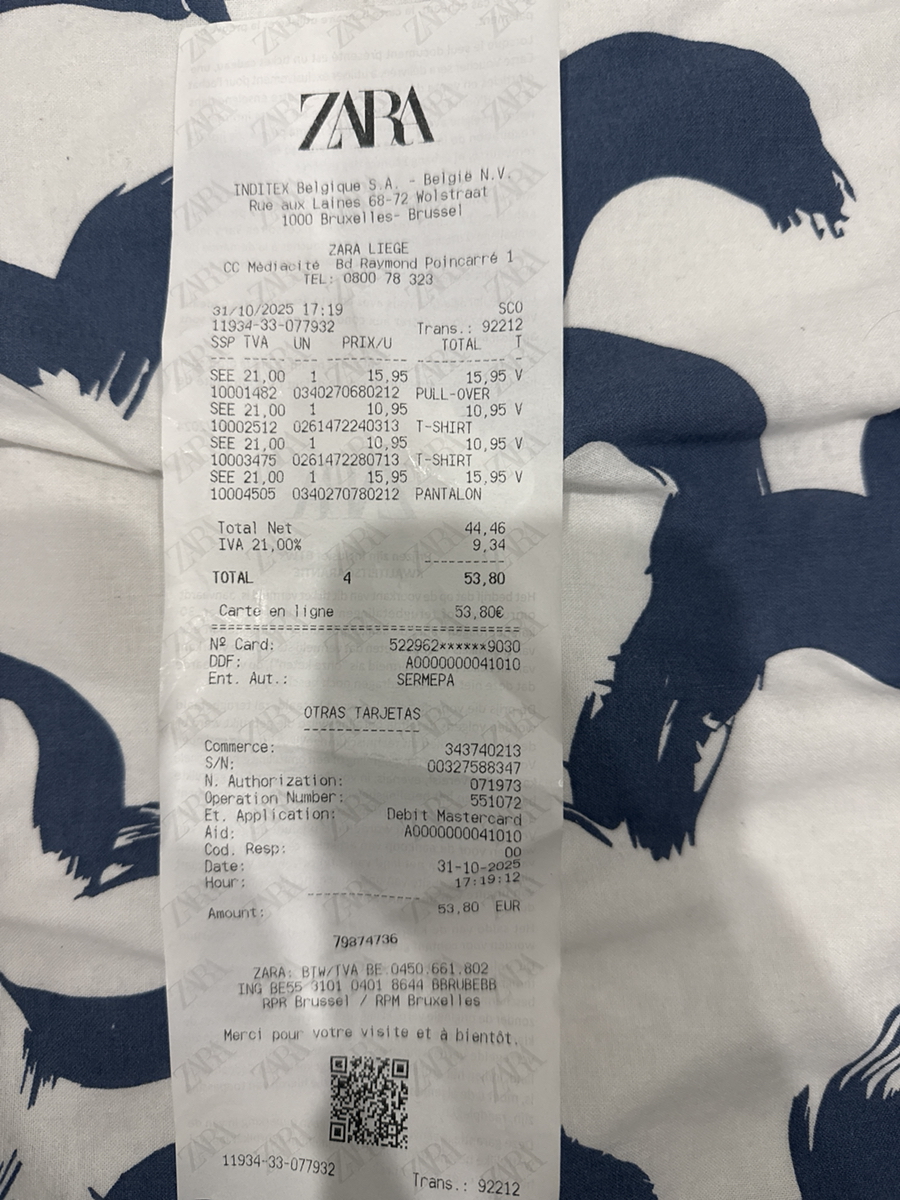 ZARA
INDITEX Belgique S.A. - België N.V.
Rue aux Laines 68-72 Wolstraat
1000 Bruxelles- Brussel
ZARA LIEGE
CC Médiacité Bd Raymond Poincarré 1
TEL: 0800 78 323
31/10/2025 17:19 SCO
11934-33-077932 Trans.: 92212
SSP TVA UN PRIX/U TOTAL T
SEE 21,00 1 15,95 15,95 V
10001482 0340270680212 PULL-OVER
SEE 21,00 1 10,95 10,95 V
10002512 0261472240313 T-SHIRT
SEE 21,00 1 10,95 10,95 V
10003475 0261472280713 T-SHIRT
SEE 21,00 1 15,95 15,95 V
10004505 0340270780212 PANTALON
Total Net 44,46
IVA 21,00% 9,34
TOTAL 4 53,80
Carte en ligne 53,80€
Nº Card: 522962******9030
DDF: A0000000041010
Ent. Aut.: SERMEPA
OTRAS TARJETAS
Commerce: 343740213
S/N: 00327588347
N. Authorization: 071973
Operation Number: 551072
Et. Application: Debit Mastercard
Aid: A0000000041010
Cod. Resp: 00
Date: 31-10-2025
Hour: 17:19:12
Amount: 53,80 EUR
79874736
ZARA: BTW/TVA BE 0450.661.802
ING BE55 3101 0401 8644 BBRUBEBB
RPR Brussel / RPM Bruxelles
Merci pour votre visite et à bientôt.
11934-33-077932
Trans.: 92212